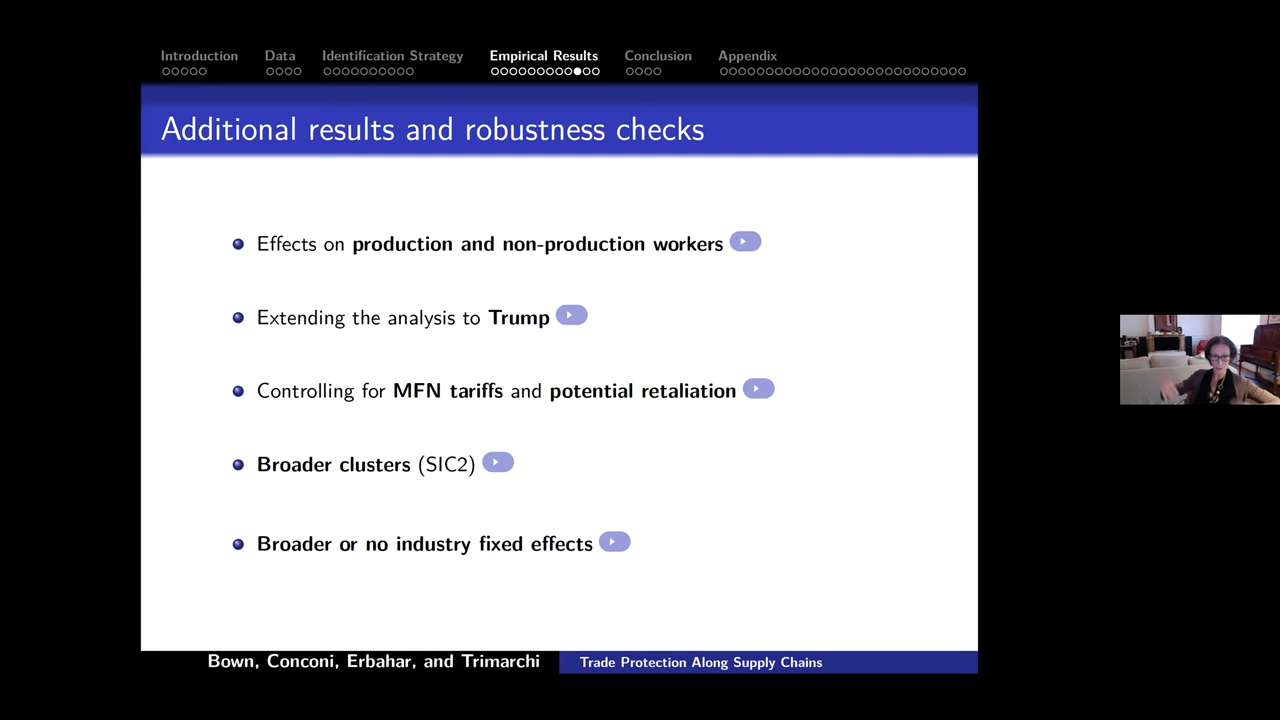 Introduction Data Identification Strategy Empirical Results Conclusion Appendix
Additional results and robustness checks
Effects on production and non-production workers
Extending the analysis to Trump
Controlling for MFN tariffs and potential retaliation
Broader clusters (SIC2)
Broader or no industry fixed effects
Bown, Conconi, Erbahar, and Trimarchi Trade Protection Along Supply Chains